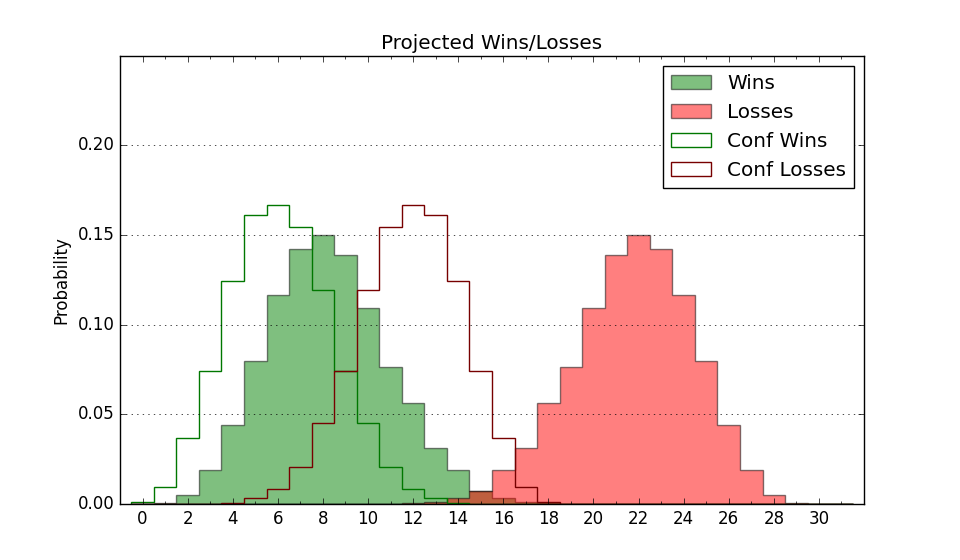 Projected Wins/Losses
Wins
Losses
Conf Wins
Conf Losses
Probability
0.20
0.15
0.10
0.05
0.00
0 2 4 6 8 10 12 14 16 18 20 22 24 26 28 30